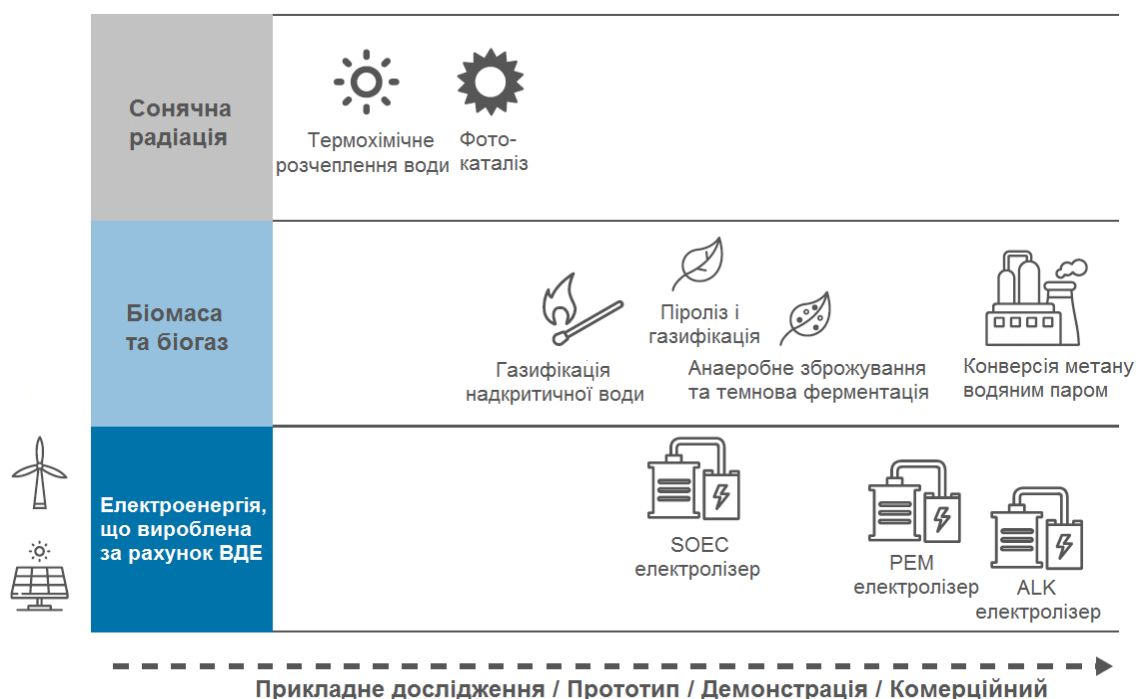 Сонячна
радіація
Термохімічне
розчеплення води
Фото-
каталіз
Біомаса
та біогаз
Газифікація
надкритичної води
Піроліз і
газифікація
Анаеробне зброжування
та темнова ферментація
Конверсія метану
водяним паром
Електроенергія,
що вироблена
за рахунок ВДЕ
SOEC
електролізер
PEM
електролізер
ALK
електролізер
Прикладне дослідження / Прототип / Демонстрація / Комерційний